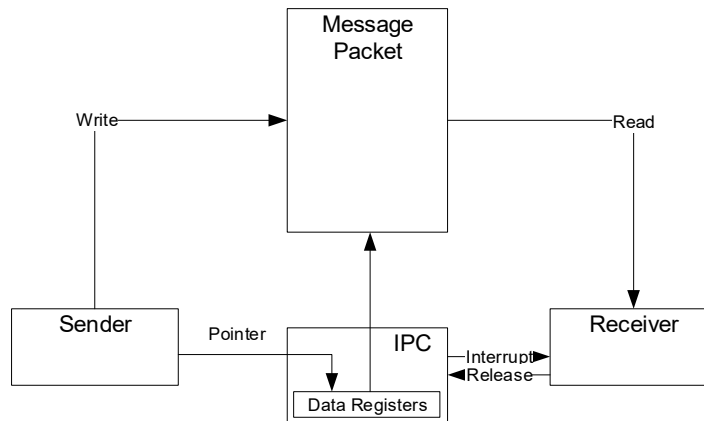 Message
Packet
Write
Read
Sender
Pointer
IPC
Receiver
Interrupt
Release
Data Registers